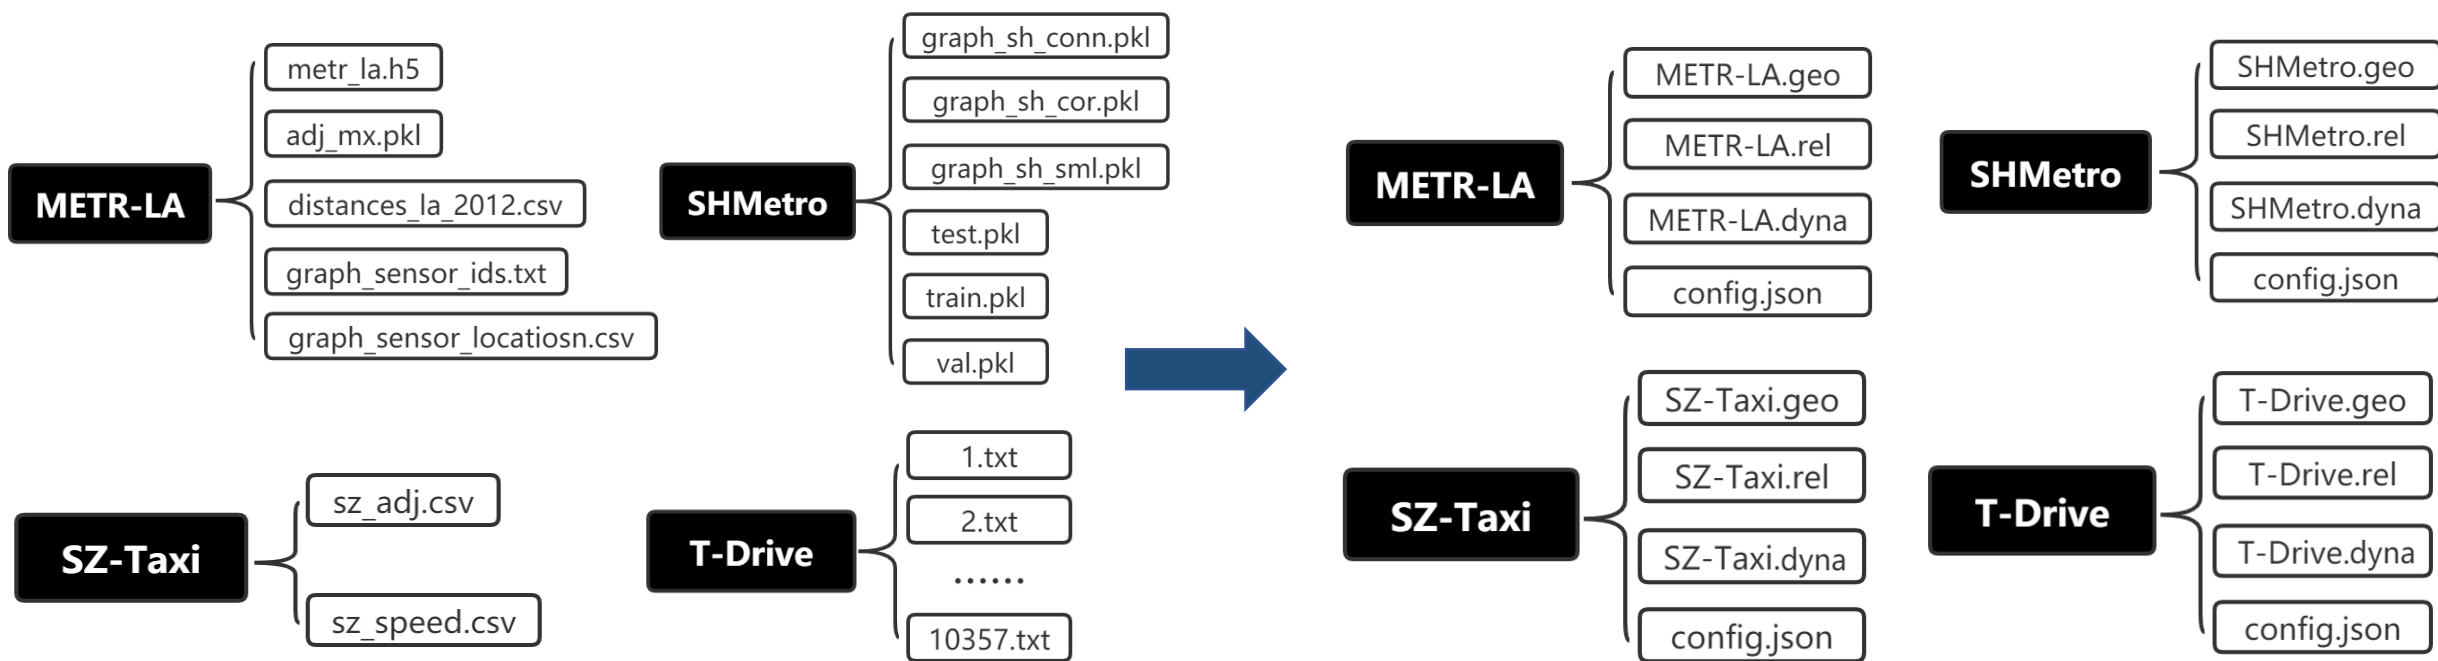 METR-LA
metr_la.h5
adj_mx.pkl
distances_la_2012.csv
graph_sensor_ids.txt
graph_sensor_locatiosn.csv
SHMetro
graph_sh_conn.pkl
graph_sh_cor.pkl
graph_sh_sml.pkl
test.pkl
train.pkl
val.pkl
SZ-Taxi
sz_adj.csv
sz_speed.csv
T-Drive
1.txt
2.txt
......
10357.txt
METR-LA
METR-LA.geo
METR-LA.rel
METR-LA.dyna
config.json
SHMetro
SHMetro.geo
SHMetro.rel
SHMetro.dyna
config.json
SZ-Taxi
SZ-Taxi.geo
SZ-Taxi.rel
SZ-Taxi.dyna
config.json
T-Drive
T-Drive.geo
T-Drive.rel
T-Drive.dyna
config.json